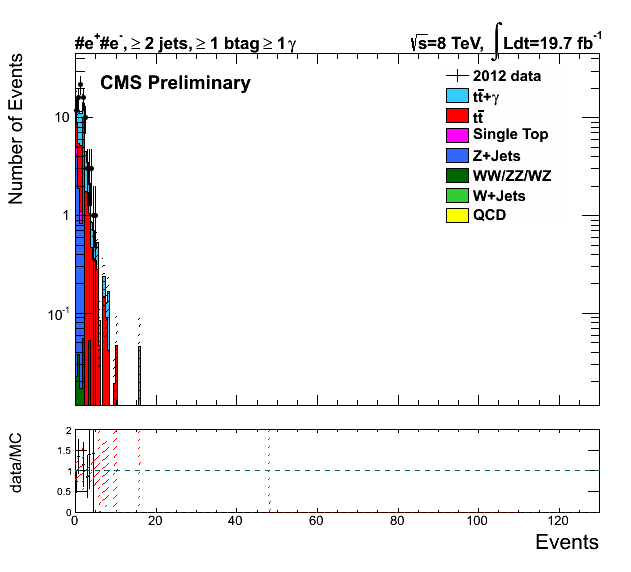 #e+#e-, ≥ 2 jets, ≥ 1 btag ≥ 1 γ
√s=8 TeV, ∫Ldt=19.7 fb-1
CMS Preliminary
2012 data
tt̄+γ
tt̄
Single Top
Z+Jets
WW/ZZ/WZ
W+Jets
QCD
Number of Events
10
1
10-1
data/MC
2
1.5
1
0.5
0
0 20 40 60 80 100 120
Events